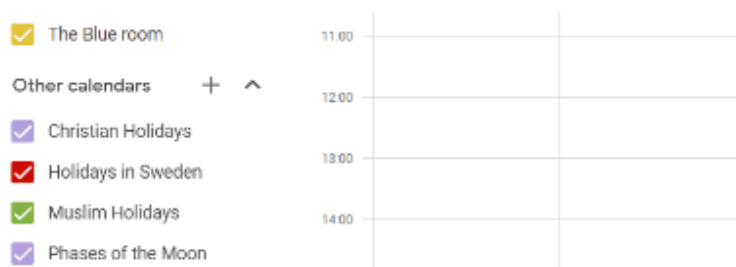 The Blue room
Other calendars
Christian Holidays
Holidays in Sweden
Muslim Holidays
Phases of the Moon
11:00
12:00
13:00
14:00